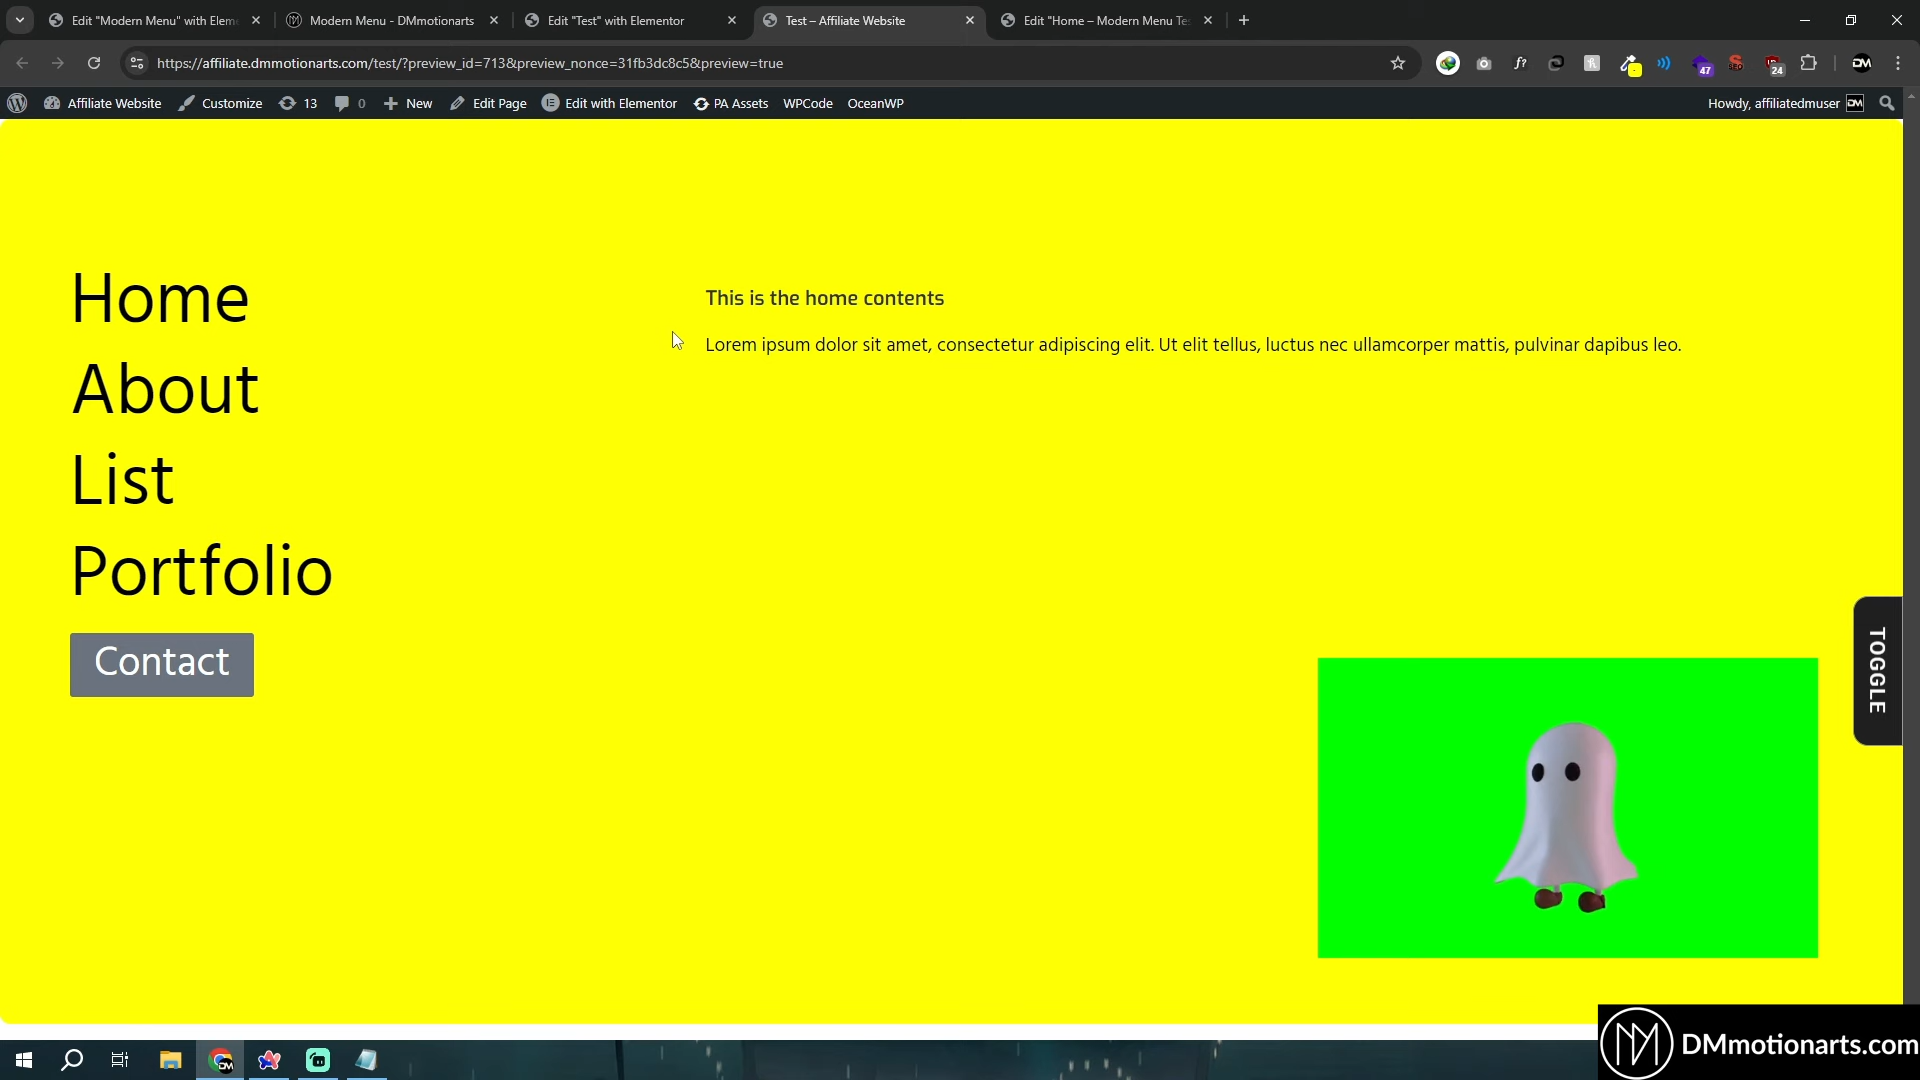 Edit "Modern Menu" with Elem
Modern Menu - DMmotionarts
Edit "Test" with Elementor
Test – Affiliate Website
Edit "Home – Modern Menu Te
https://affiliate.dmmotionarts.com/test/?preview_id=713&preview_nonce=31fb3dc8c5&preview=true
47
24
DM
Affiliate Website
Customize
13
0
New
Edit Page
Edit with Elementor
PA Assets
WPCode
OceanWP
Howdy, affiliatedmuser
Home
About
List
Portfolio
Contact
This is the home contents
Lorem ipsum dolor sit amet, consectetur adipiscing elit. Ut elit tellus, luctus nec ullamcorper mattis, pulvinar dapibus leo.
TOGGLE
DMmotionarts.com